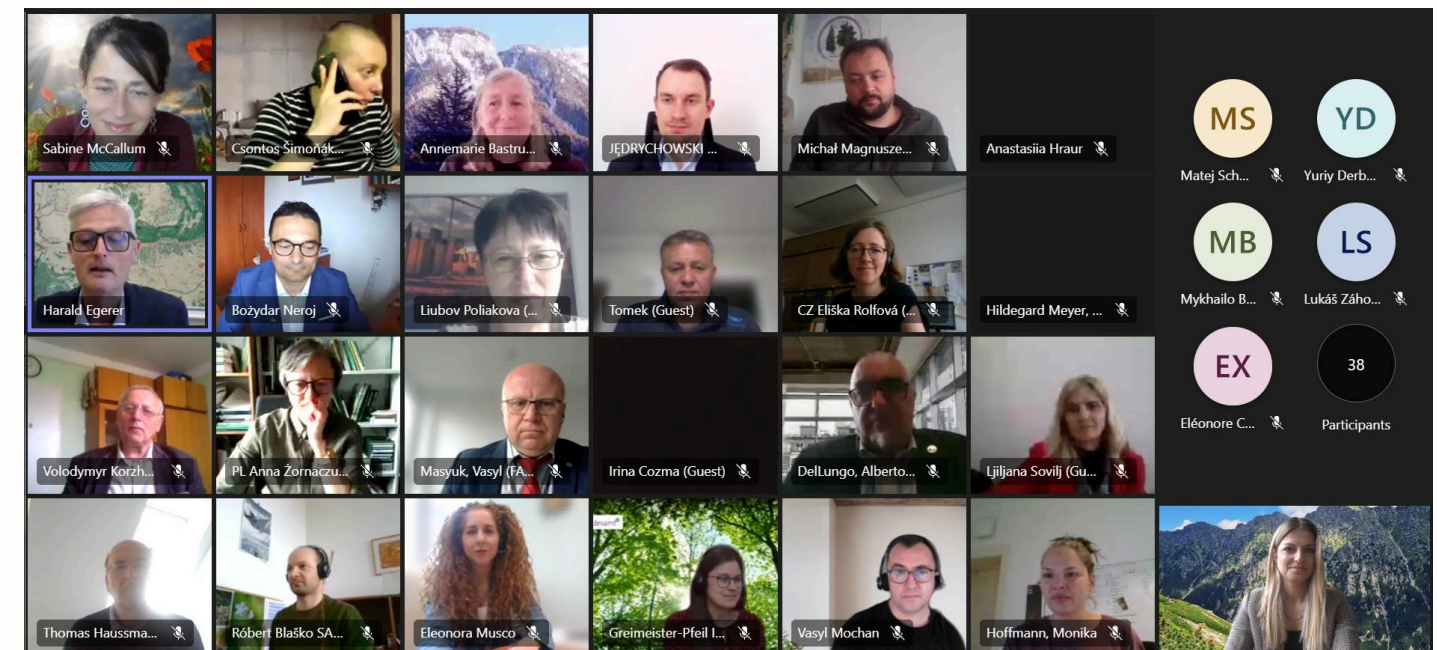 Sabine McCallum
Csontos Šimoňák...
Annemarie Bastru...
JĘDRYCHOWSKI ...
Michał Magnusze...
Anastasiia Hraur
MS
Matej Sch...
YD
Yuriy Derb...
Harald Egerer
Bożydar Neroj
Liubov Poliakova (...
Tomek (Guest)
CZ Eliška Rolfová (...
Hildegard Meyer, ...
MB
Mykhailo B...
LS
Lukáš Záho...
Volodymyr Korzh...
PL Anna Żornaczu...
Masyuk, Vasyl (FA...
Irina Cozma (Guest)
DelLungo, Alberto...
Ljiljana Sovilj (Gu...
EX
Eléonore C...
38
Participants
Thomas Haussma...
Róbert Blaško SA...
Eleonora Musco
desamt
Greimeister-Pfeil I...
Vasyl Mochan
Hoffmann, Monika